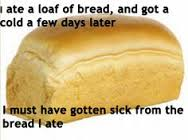 I ate a loaf of bread, and got a
cold a few days later
I must have gotten sick from the
bread I ate